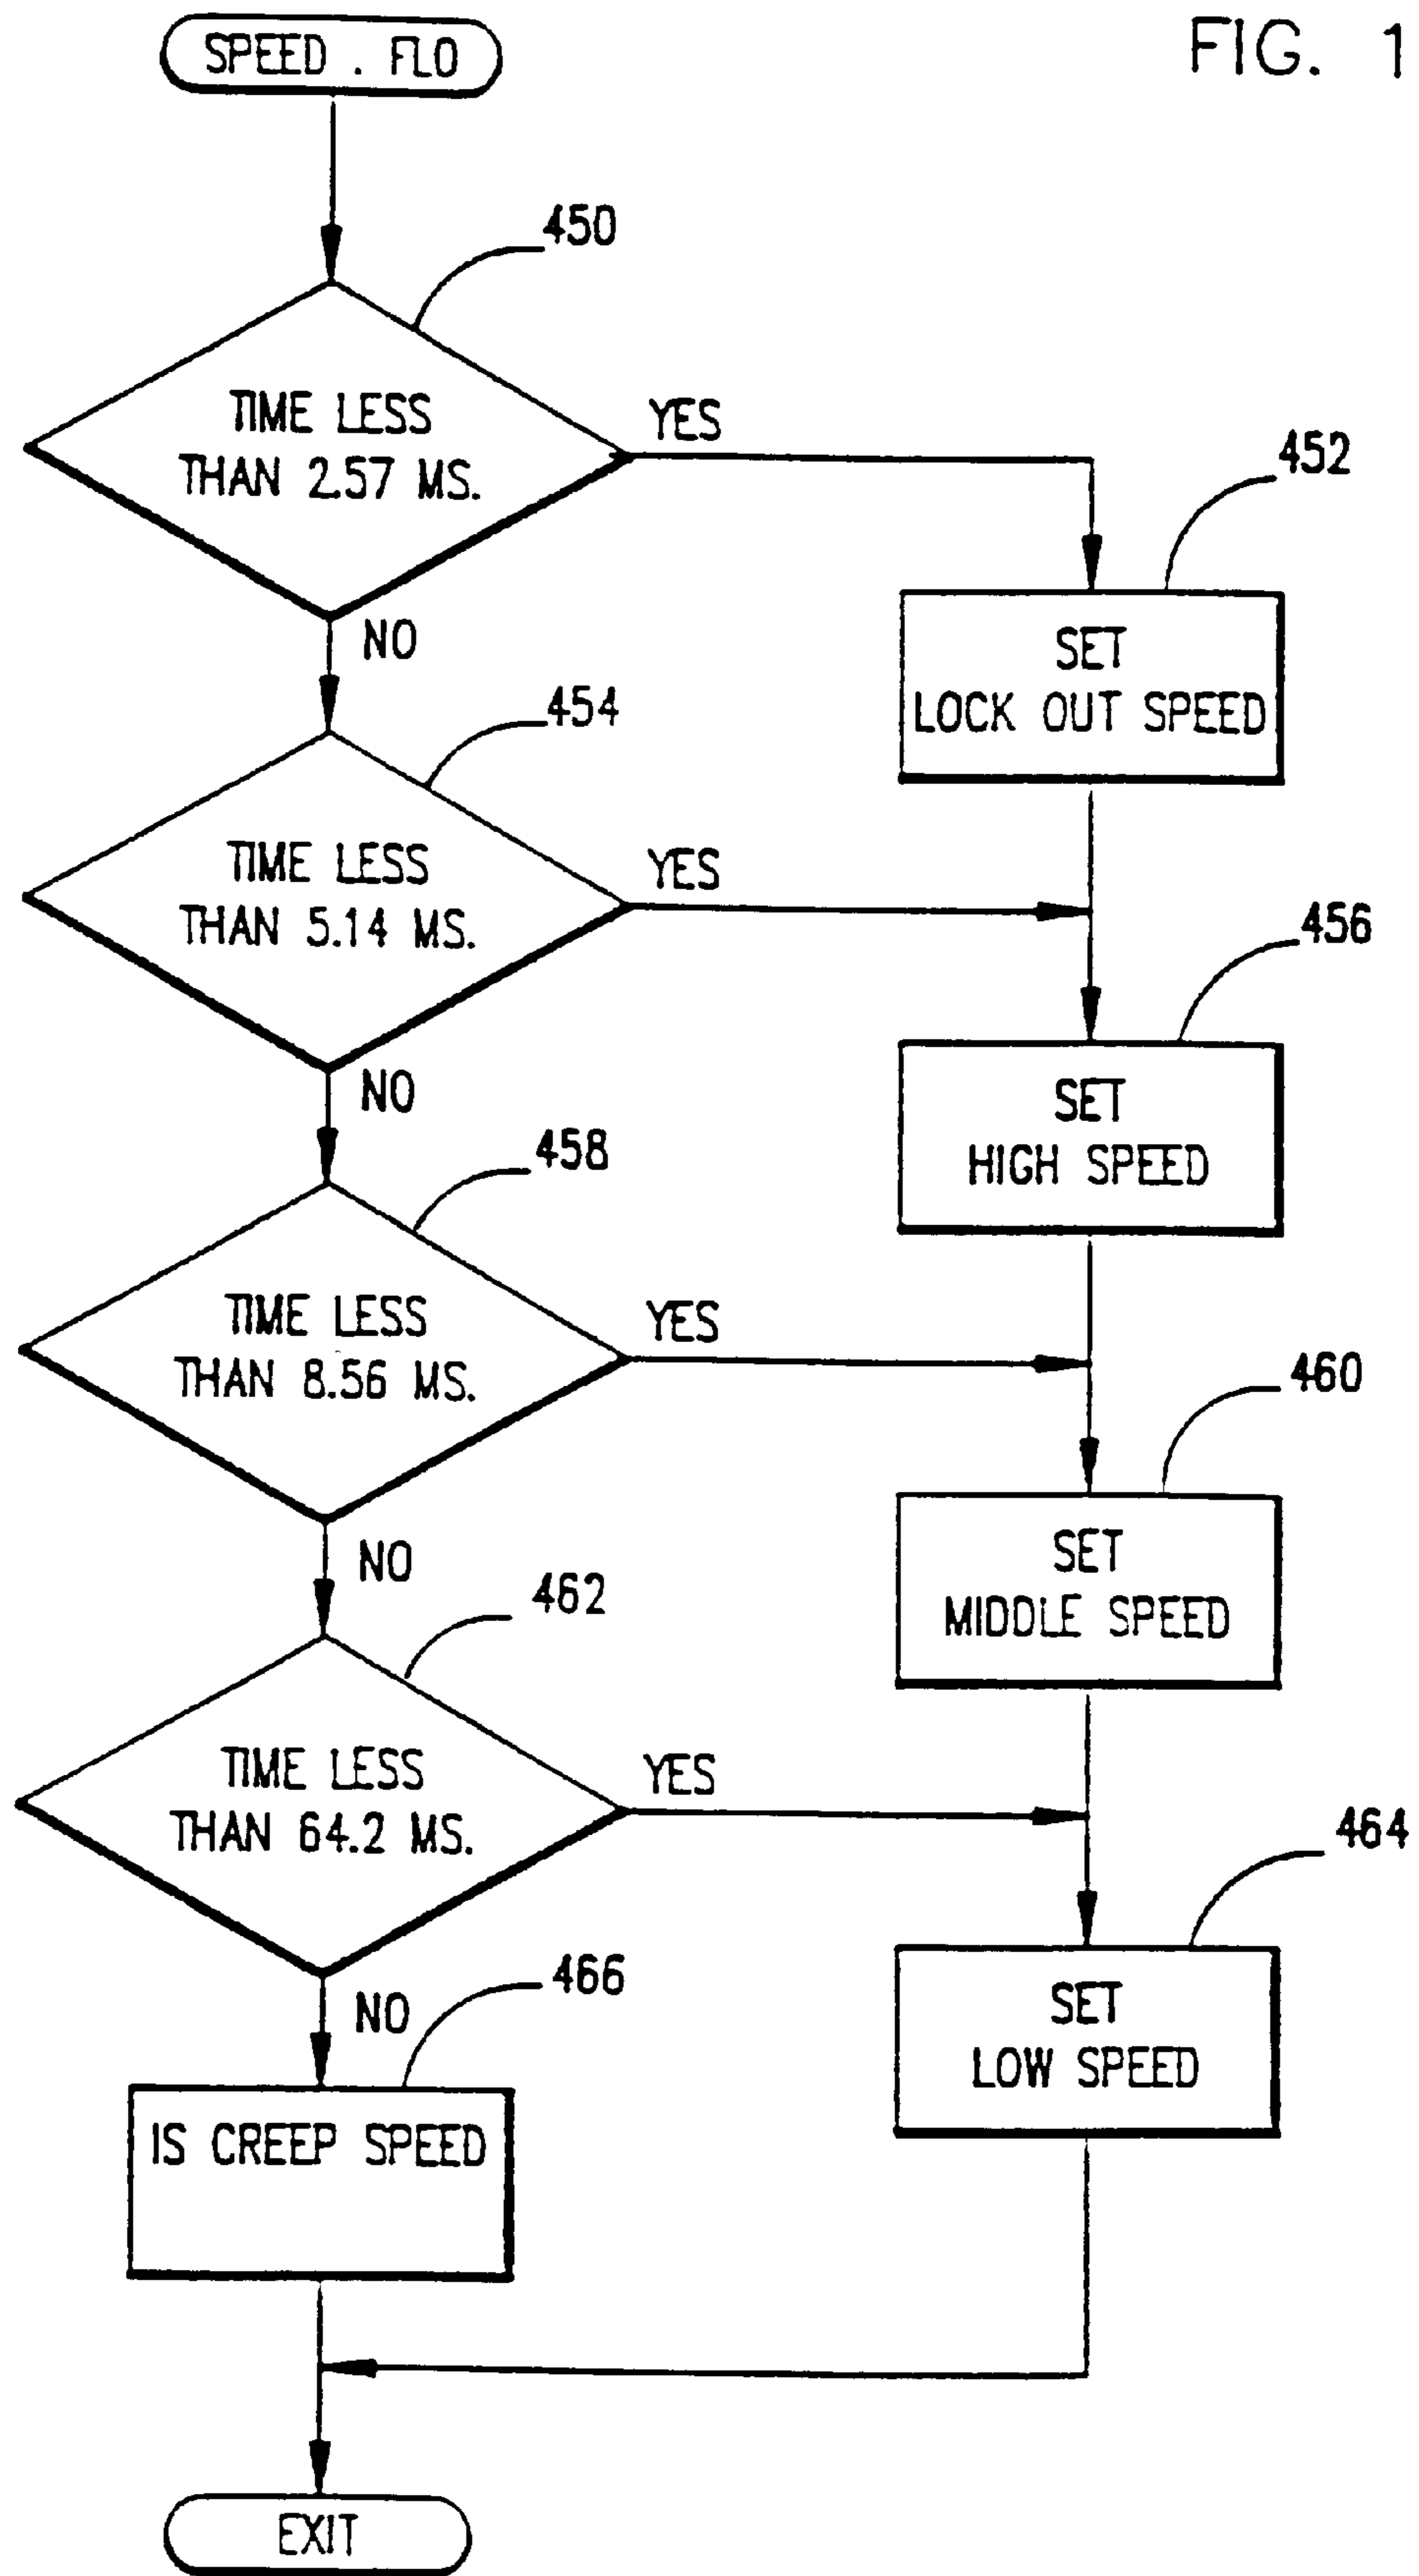 SPEED . FLO
FIG. 1
450
TIME LESS
THAN 2.57 MS.
YES
452
SET
LOCK OUT SPEED
NO
454
TIME LESS
THAN 5.14 MS.
YES
456
SET
HIGH SPEED
NO
458
TIME LESS
THAN 8.56 MS.
YES
460
SET
MIDDLE SPEED
NO
462
TIME LESS
THAN 64.2 MS.
YES
464
SET
LOW SPEED
NO
466
IS CREEP SPEED
EXIT